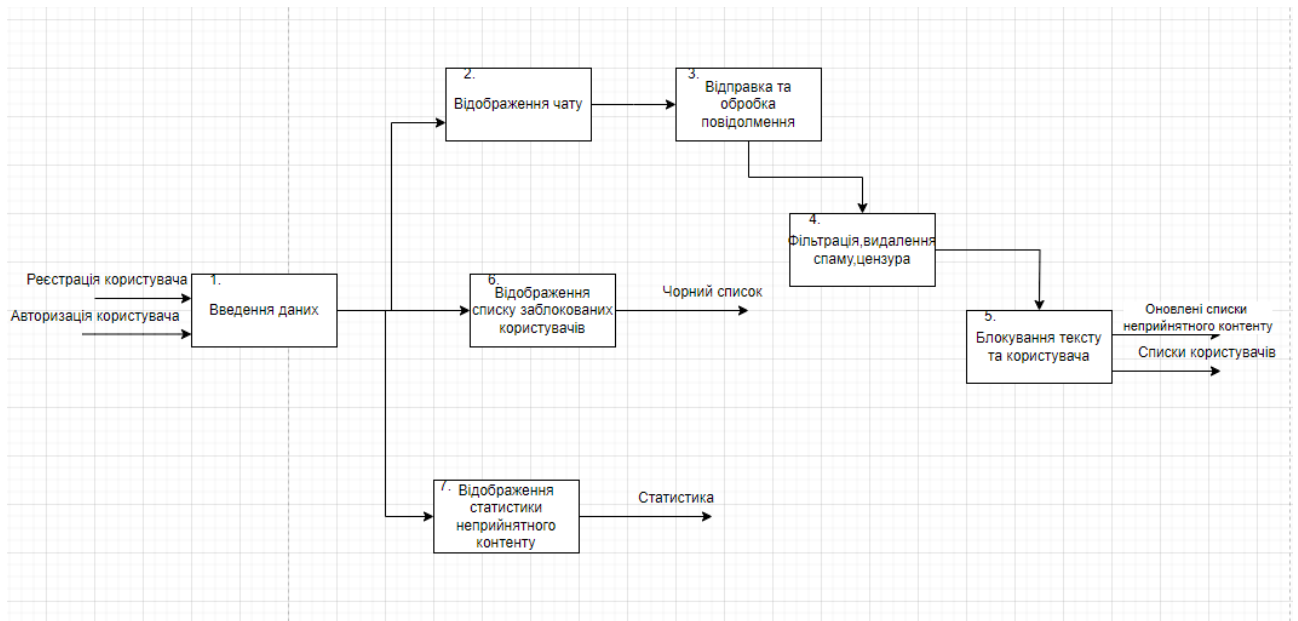 2.
Відображення чату
3.
Відправка та
обробка
повідолмення
4.
Фільтрація,видалення
спаму,цензура
Реєстрація користувача
Авторизація користувача
1.
Введення даних
6.
Відображення
списку заблокованих
користувачів
Чорний список
5.
Блокування тексту
та користувача
Оновлені списки
неприйнятного контенту
Списки користувачів
7.
Відображення
статистики
неприйнятного
контенту
Статистика